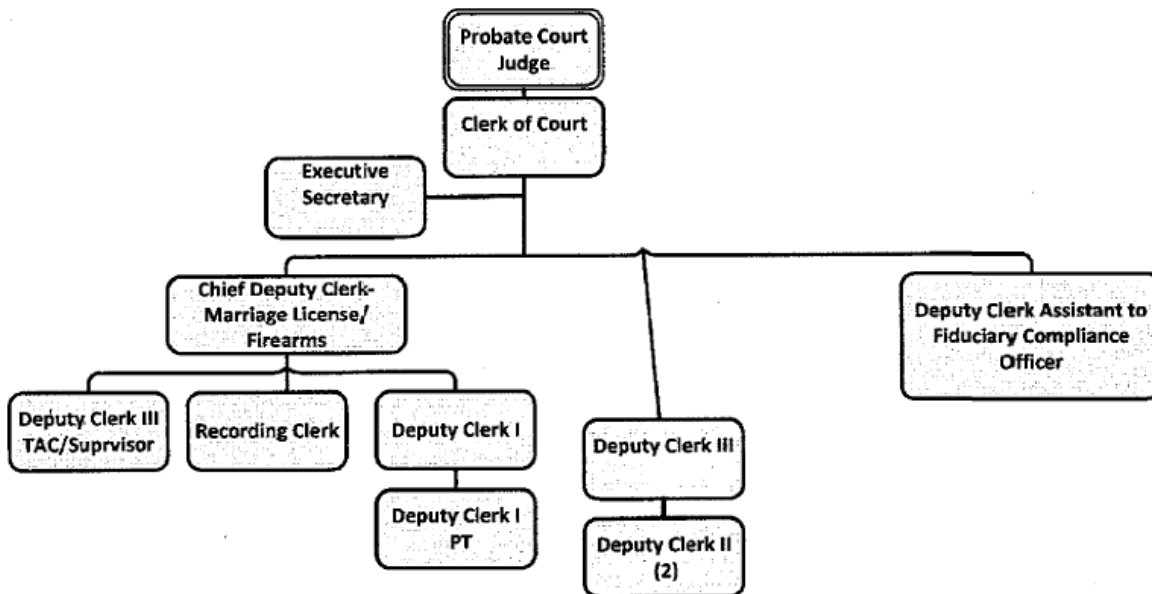 Probate Court
Judge
Clerk of Court
Executive
Secretary
Chief Deputy Clerk-
Marriage License/
Firearms
Deputy Clerk Assistant to
Fiduciary Compliance
Officer
Deputy Clerk III
TAC/Suprvisor
Recording Clerk
Deputy Clerk I
Deputy Clerk III
Deputy Clerk I
PT
Deputy Clerk II
(2)